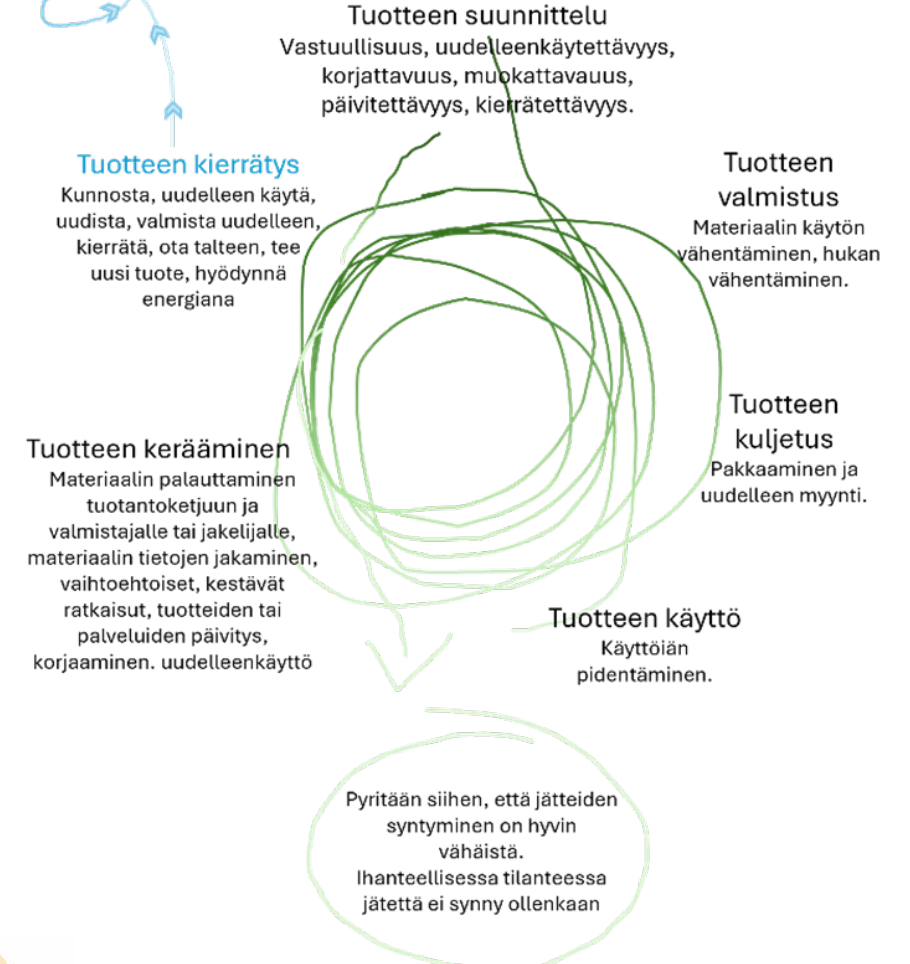 Tuotteen suunnittelu
Vastuullisuus, uudelleenkäytettävyys,
korjattavuus, muokattavauus,
päivitettävyys, kierrätettävyys.
Tuotteen
valmistus
Materiaalin käytön
vähentäminen, hukan
vähentäminen.
Tuotteen
kuljetus
Pakkaaminen ja
uudelleen myynti.
Tuotteen käyttö
Käyttöiän
pidentäminen.
Tuotteen kerääminen
Materiaalin palauttaminen
tuotantoketjuun ja
valmistajalle tai jakelijalle,
materiaalin tietojen jakaminen,
vaihtoehtoiset, kestävät
ratkaisut, tuotteiden tai
palveluiden päivitys,
korjaaminen. uudelleenkäyttö
Tuotteen kierrätys
Kunnosta, uudelleen käytä,
uudista, valmista uudelleen,
kierrätä, ota talteen, tee
uusi tuote, hyödynnä
energiana
Pyritään siihen, että jätteiden
syntyminen on hyvin
vähäistä.
Ihanteellisessa tilanteessa
jätettä ei synny ollenkaan